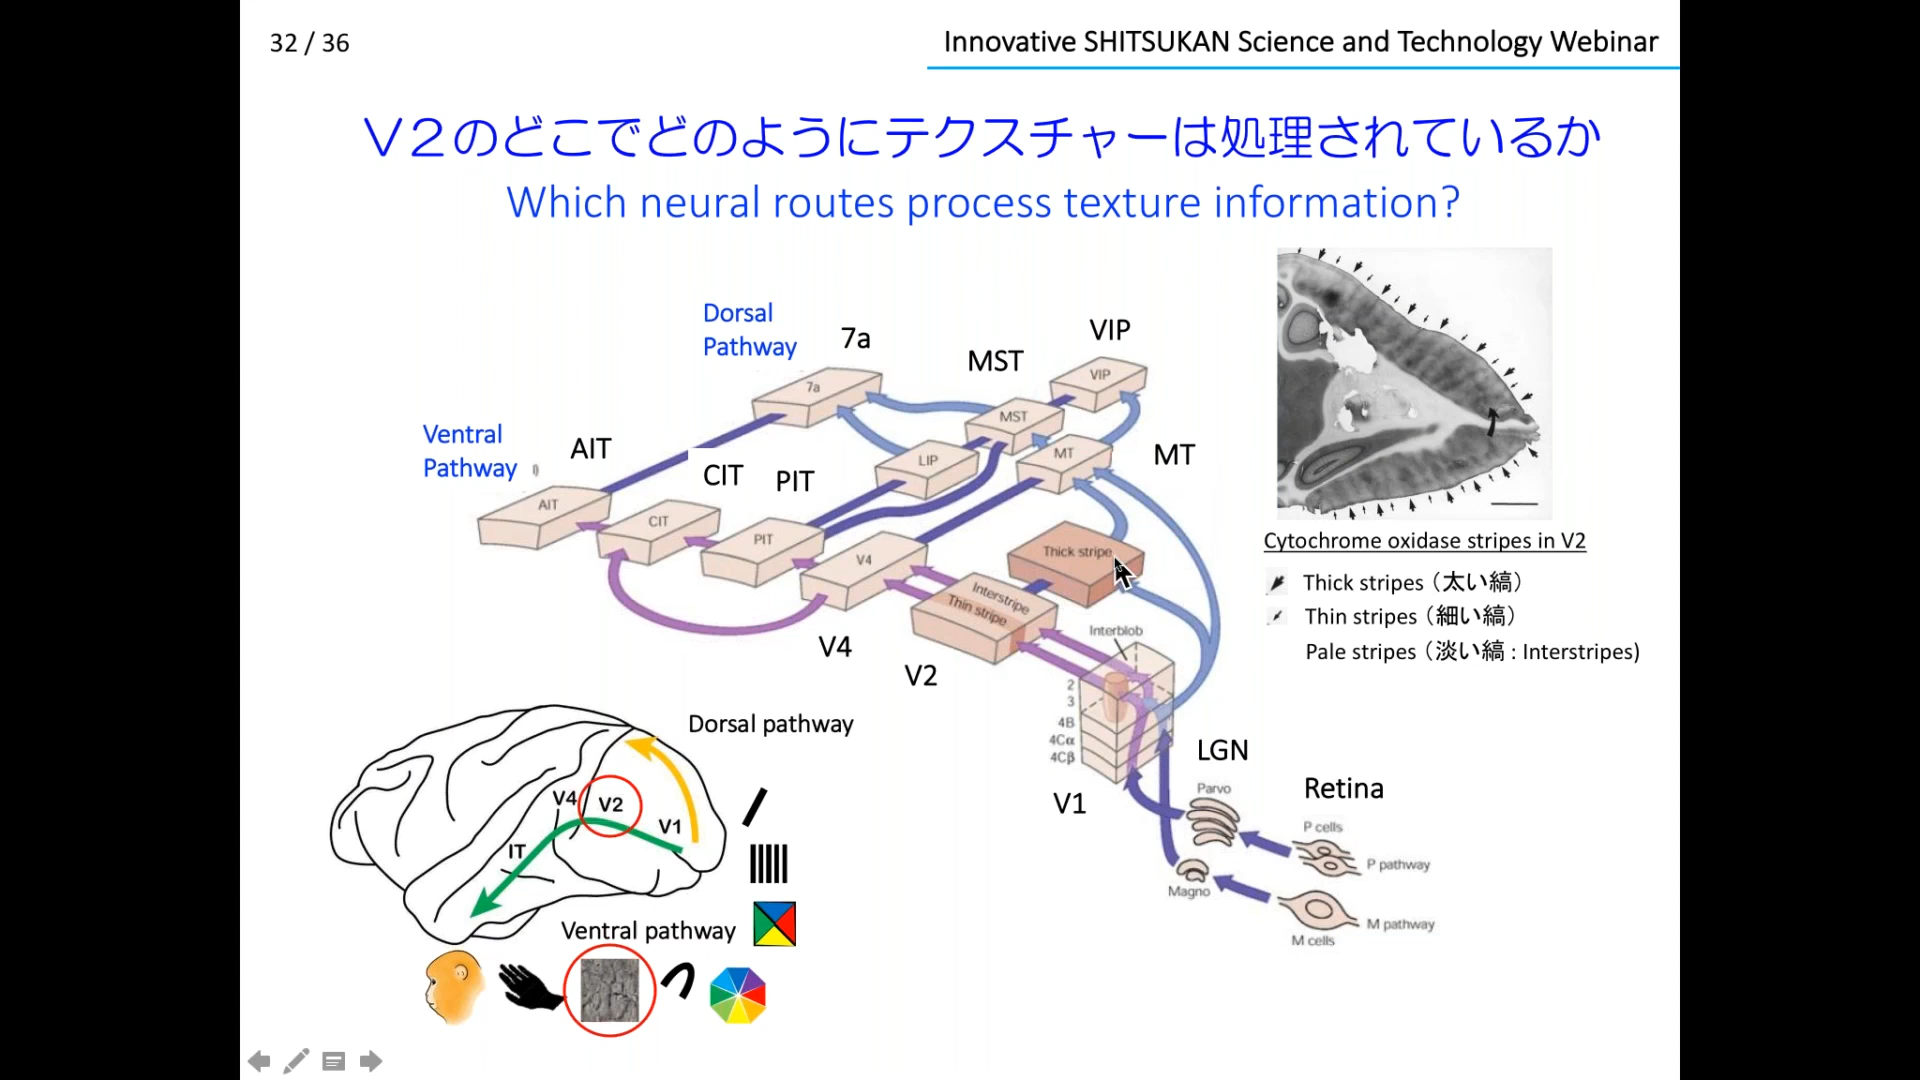 32 / 36
Innovative SHITSUKAN Science and Technology Webinar
V2のどこでどのようにテクスチャーは処理されているか
Which neural routes process texture information?
Dorsal
Pathway
7a
MST
VIP
7a
VIP
MST
Ventral
Pathway
AIT
CIT
PIT
LIP
MT
MT
AIT
CIT
PIT
V4
Thick stripe
Interstripe
Thin stripe
V4
V2
Interblob
2
3
4B
4Cα
4Cβ
V1
LGN
Parvo
Magno
Retina
P cells
P pathway
M pathway
M cells
Cytochrome oxidase stripes in V2
Thick stripes（太い縞）
Thin stripes（細い縞）
Pale stripes（淡い縞 : Interstripes)
Dorsal pathway
V4
V2
V1
IT
Ventral pathway